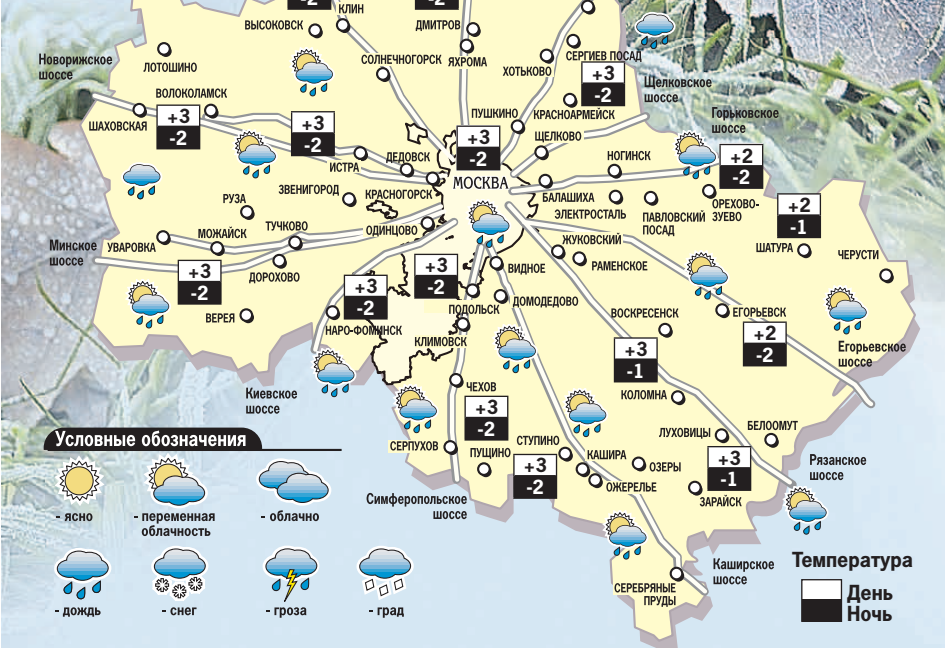 -2
-2
КЛИН
ВЫСОКОВСК
ДМИТРОВ
Новорижское
шоссе
ЛОТОШИНО
СОЛНЕЧНОГОРСК
ЯХРОМА
ХОТЬКОВО
СЕРГИЕВ ПОСАД
+3
-2
Щелковское
шоссе
ВОЛОКОЛАМСК
ШАХОВСКАЯ
+3
-2
+3
-2
ПУШКИНО
КРАСНОАРМЕЙСК
Горьковское
шоссе
+3
-2
ЩЕЛКОВО
ИСТРА
ДЕДОВСК
НОГИНСК
+2
-2
ЗВЕНИГОРОД
КРАСНОГОРСК
МОСКВА
БАЛАШИХА
ЭЛЕКТРОСТАЛЬ
ПАВЛОВСКИЙ
ПОСАД
ОРЕХОВО-
ЗУЕВО
+2
-1
РУЗА
ТУЧКОВО
ОДИНЦОВО
Минское
шоссе
УВАРОВКА
МОЖАЙСК
ЖУКОВСКИЙ
РАМЕНСКОЕ
ШАТУРА
ЧЕРУСТИ
ДОРОХОВО
+3
-2
+3
-2
+3
-2
ВИДНОЕ
ДОМОДЕДОВО
ПОДОЛЬСК
ВЕРЕЯ
НАРО-ФОМИНСК
КЛИМОВСК
ВОСКРЕСЕНСК
ЕГОРЬЕВСК
+2
-2
Егорьевское
шоссе
+3
-1
Киевское
шоссе
ЧЕХОВ
+3
-2
КОЛОМНА
ЛУХОВИЦЫ
БЕЛООМУТ
СЕРПУХОВ
ПУЩИНО
СТУПИНО
+3
-2
КАШИРА
ОЖЕРЕЛЬЕ
ОЗЕРЫ
+3
-1
ЗАРАЙСК
Рязанское
шоссе
Симферопольское
шоссе
СЕРЕБРЯНЫЕ
ПРУДЫ
Каширское
шоссе
Условные обозначения
- ясно
- переменная
облачность
- облачно
- дождь
- снег
- гроза
- град
Температура
День
Ночь